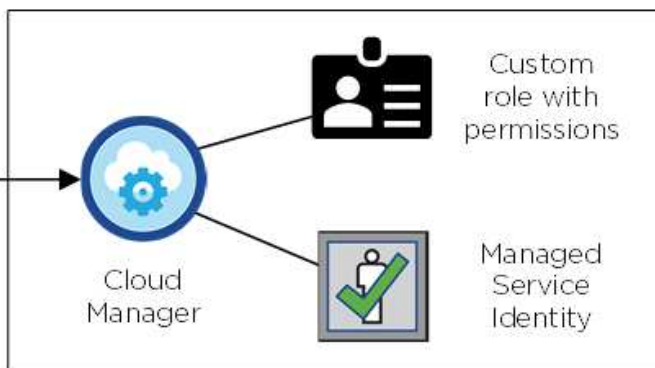 Custom
role with
permissions
Cloud
Manager
Managed
Service
Identity